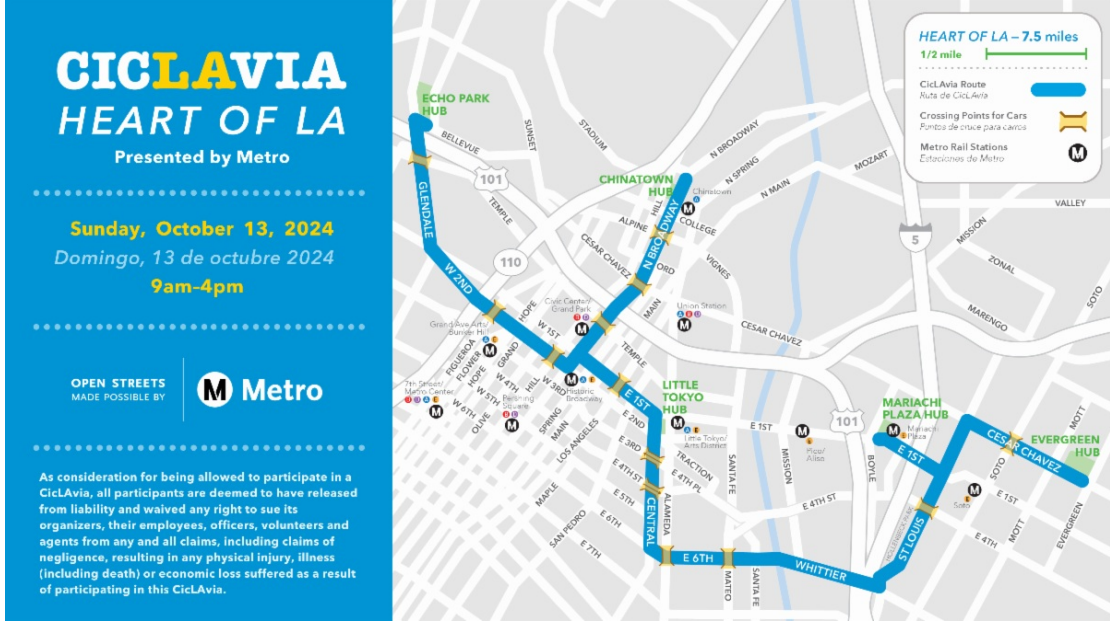 CICLAVIA
HEART OF LA
Presented by Metro
Sunday, October 13, 2024
Domingo, 13 de octubre 2024
9am–4pm
OPEN STREETS
MADE POSSIBLE BY
M Metro
As consideration for being allowed to participate in a
CicLAvia, all participants are deemed to have released
from liability and waived any right to sue its
organizers, their employees, officers, volunteers and
agents from any and all claims, including claims of
negligence, resulting in any physical injury, illness
(including death) or economic loss suffered as a result
of participating in this CicLAvia.
HEART OF LA – 7.5 miles
1/2 mile
CicLAvia Route
Ruta de CicLAvia
Crossing Points for Cars
Puntos de cruce para carros
Metro Rail Stations
Estaciones de Metro
M
ECHO PARK
HUB
BELLEVUE
SUNSET
STADIUM
101
TEMPLE
GLENDALE
110
W 2ND
CHINATOWN
HUB
Chinatown
M
A
N BROADWAY
N SPRING
N MAIN
MOZART
HILL
ALPINE
COLLEGE
N BROADWAY
CESAR CHAVEZ
ORD
VIGNES
MAIN
Union Station
A B D
M
CESAR CHAVEZ
5
VALLEY
MISSION
ZONAL
MARENGO
SOTO
Civic Center/
Grand Park
B D
M
Grand Ave Arts/
Bunker Hill
A E
M
HOPE
W 1ST
FIGUEROA
FLOWER
HOPE
GRAND
W 4TH
HILL
W 3RD
W 5TH
W 6TH
OLIVE
7th Street/
Metro Center
B D A E
M
Pershing
Square
B D
M
M A E
Historic
Broadway
TEMPLE
E 1ST
SPRING
MAIN
LOS ANGELES
E 2ND
E 3RD
E 4TH ST
E 5TH
E 6TH
E 7TH
MAPLE
SAN PEDRO
LITTLE
TOKYO
HUB
M A E
Little Tokyo/
Arts District
E 1ST
TRACTION
E 4TH PL
ALAMEDA
CENTRAL
SANTA FE
MISSION
M
E
Pico/
Aliso
E 4TH ST
101
BOYLE
E 6TH
MATEO
SANTA FE
WHITTIER
ST LOUIS
MARIACHI
PLAZA HUB
M E
Mariachi
Plaza
E 1ST
CESAR CHAVEZ
SOTO
MOTT
EVERGREEN
HUB
M
E
Soto
E 1ST
MOTT
E 4TH
EVERGREEN